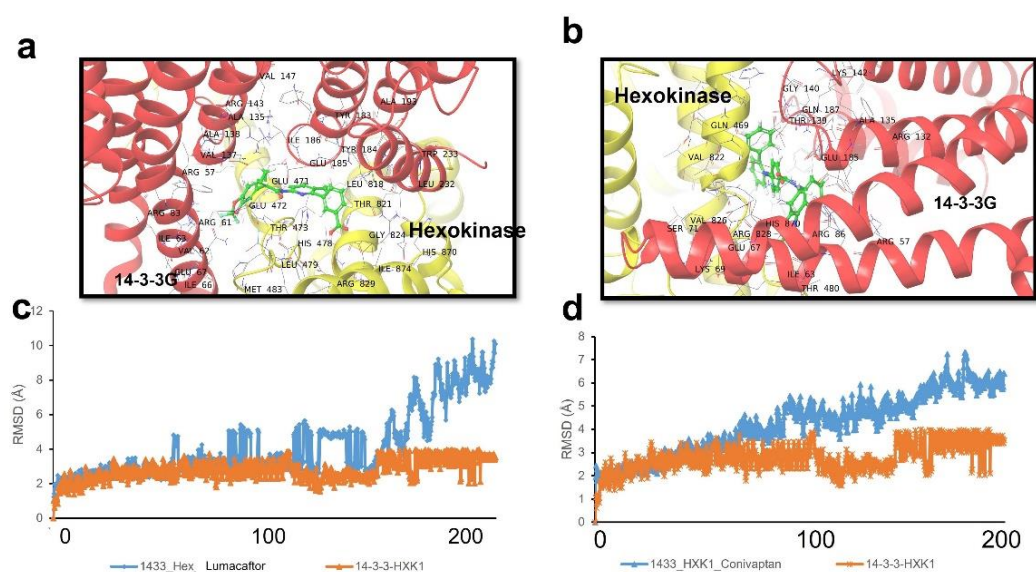 a
b
VAL 147
ARG 143
ALA 135
ALA 193
TYR 183
ALA 138
ILE 186
VAL 137
TYR 184
TRP 233
GLU 185
ARG 57
GLU 471
LEU 818
LEU 232
GLU 472
THR 821
ARG 83
ARG 61
THR 473
Hexokinase
GLY 824
ILE 63
HIS 478
HIS 870
VAL 62
14-3-3G
GLU 67
LEU 479
ILE 874
ILE 66
MET 483
ARG 829
LYS 142
Hexokinase
GLY 140
GLN 187
GLN 469
THR 139
ALA 135
ARG 132
VAL 822
GLU 185
14-3-3G
VAL 826
HIS 870
SER 71
ARG 828
ARG 86
ARG 57
GLU 67
LYS 69
ILE 63
THR 480
c
12
10
8
6
4
2
0
RMSD (Å)
0
100
200
1433_Hex Lumacaftor
14-3-3-HXK1
d
8
7
6
5
4
3
2
1
0
RMSD (Å)
0
100
200
1433_HXK1_Conivaptan
14-3-3-HXK1